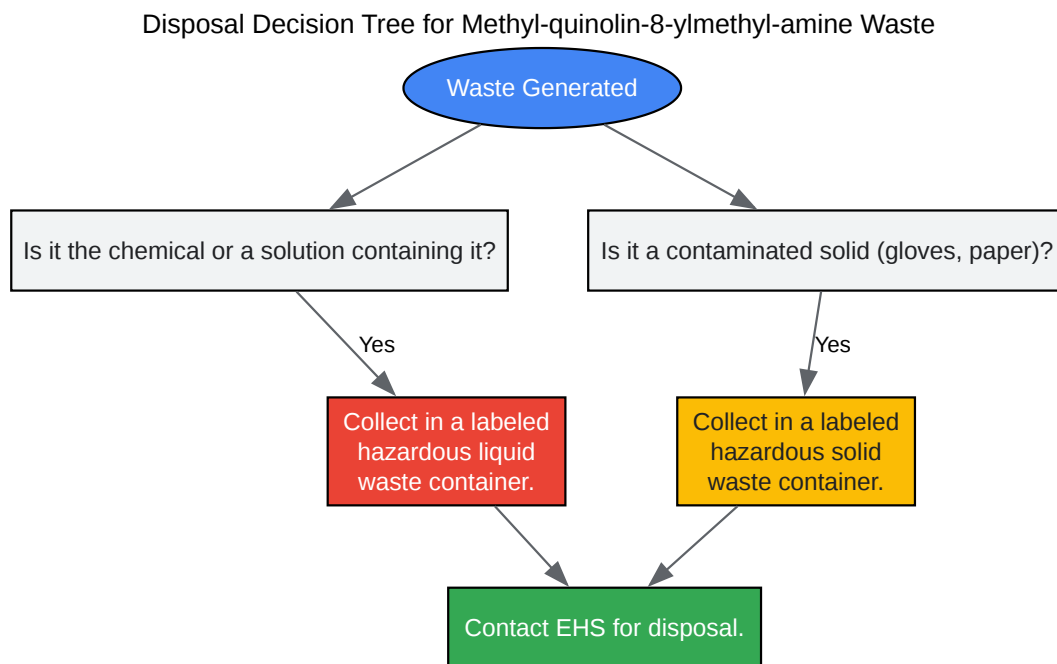 Disposal Decision Tree for Methyl-quinolin-8-ylmethyl-amine Waste
Waste Generated
Is it the chemical or a solution containing it?
Is it a contaminated solid (gloves, paper)?
Yes
Yes
Collect in a labeled
hazardous liquid
waste container.
Collect in a labeled
hazardous solid
waste container.
Contact EHS for disposal.